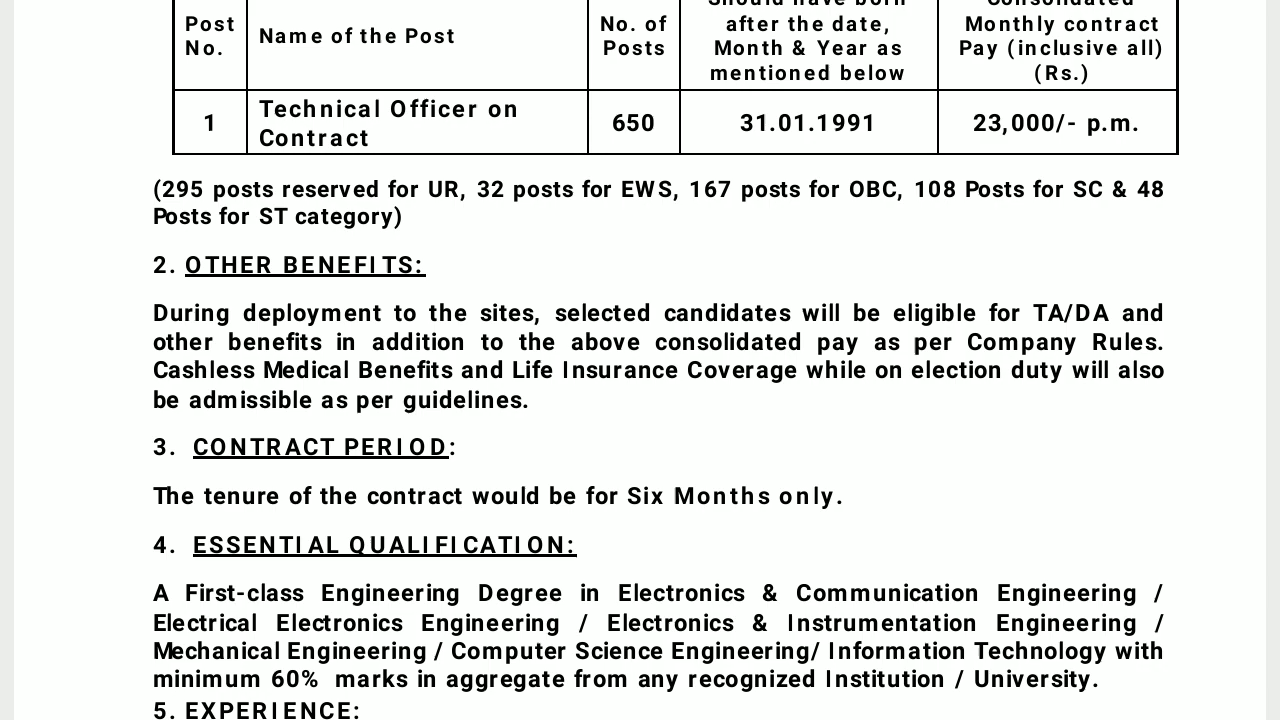 Should have born
Consolidated
Post No.
Name of the Post
No. of Posts
after the date,
Month & Year as
mentioned below
Monthly contract
Pay (inclusive all)
(Rs.)
1
Technical Officer on
Contract
650
31.01.1991
23,000/- p.m.
(295 posts reserved for UR, 32 posts for EWS, 167 posts for OBC, 108 Posts for SC & 48
Posts for ST category)
2. OTHER BENEFITS:
During deployment to the sites, selected candidates will be eligible for TA/DA and
other benefits in addition to the above consolidated pay as per Company Rules.
Cashless Medical Benefits and Life Insurance Coverage while on election duty will also
be admissible as per guidelines.
3. CONTRACT PERIOD:
The tenure of the contract would be for Six Months only.
4. ESSENTIAL QUALIFICATION:
A First-class Engineering Degree in Electronics & Communication Engineering /
Electrical Electronics Engineering / Electronics & Instrumentation Engineering /
Mechanical Engineering / Computer Science Engineering/ Information Technology with
minimum 60% marks in aggregate from any recognized Institution / University.
5. EXPERIENCE: